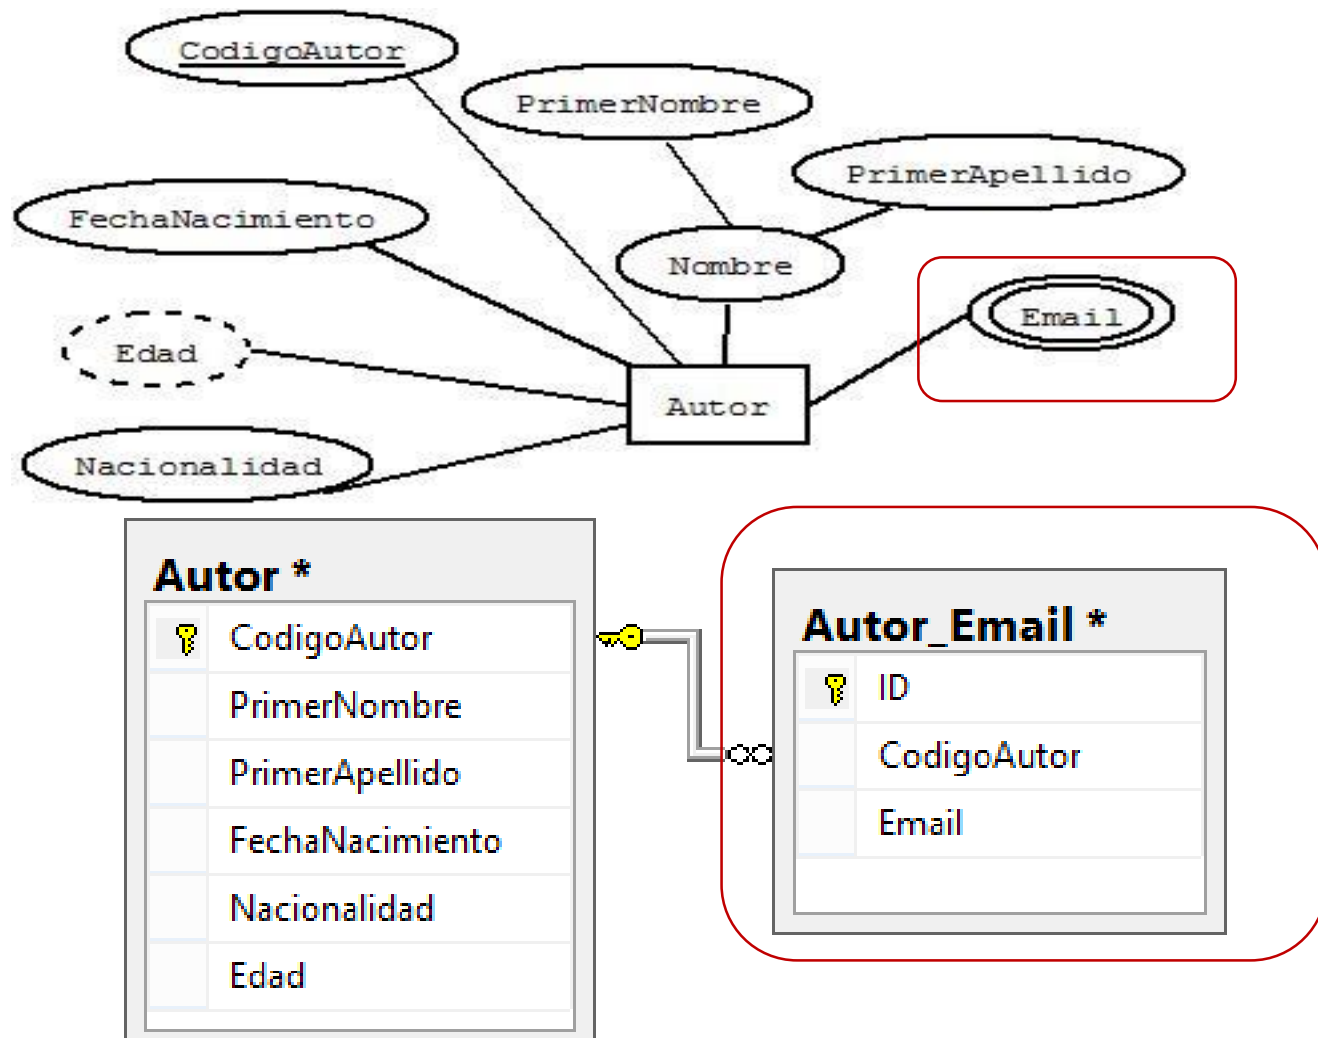 CodigoAutor
PrimerNombre
PrimerApellido
FechaNacimiento
Nombre
Email
Edad
Autor
Nacionalidad
Autor *
CodigoAutor
PrimerNombre
PrimerApellido
FechaNacimiento
Nacionalidad
Edad
Autor_Email *
ID
CodigoAutor
Email